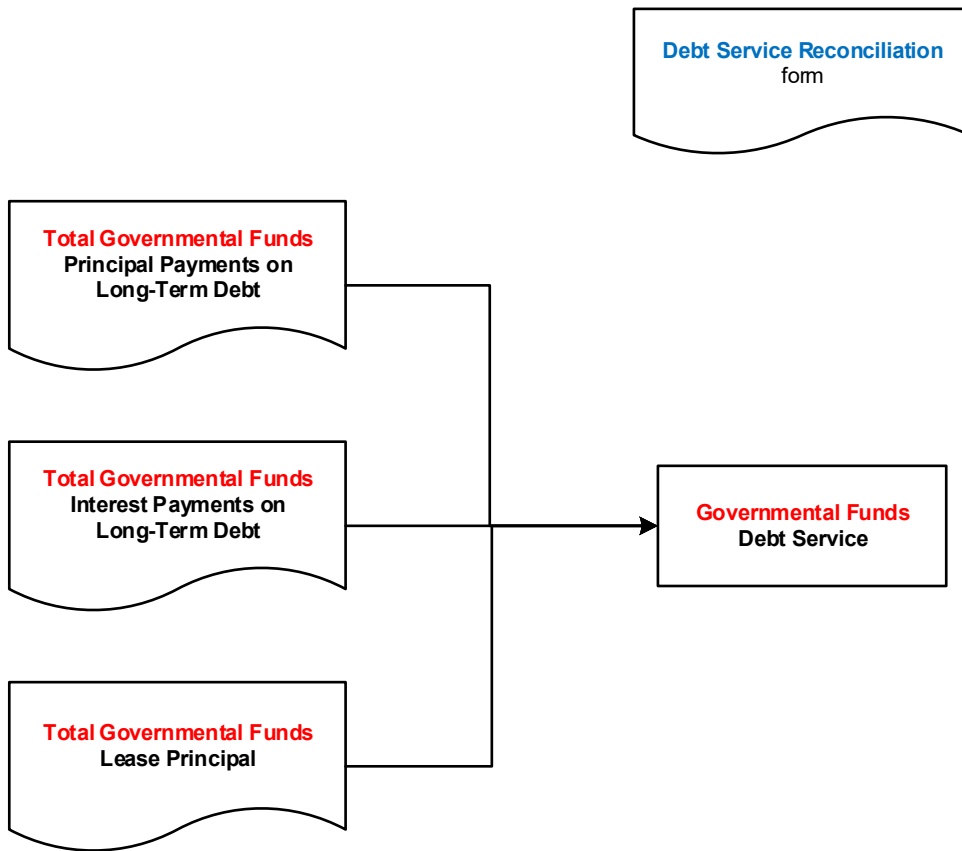 Debt Service Reconciliation
form
Total Governmental Funds
Principal Payments on
Long-Term Debt
Total Governmental Funds
Interest Payments on
Long-Term Debt
Governmental Funds
Debt Service
Total Governmental Funds
Lease Principal